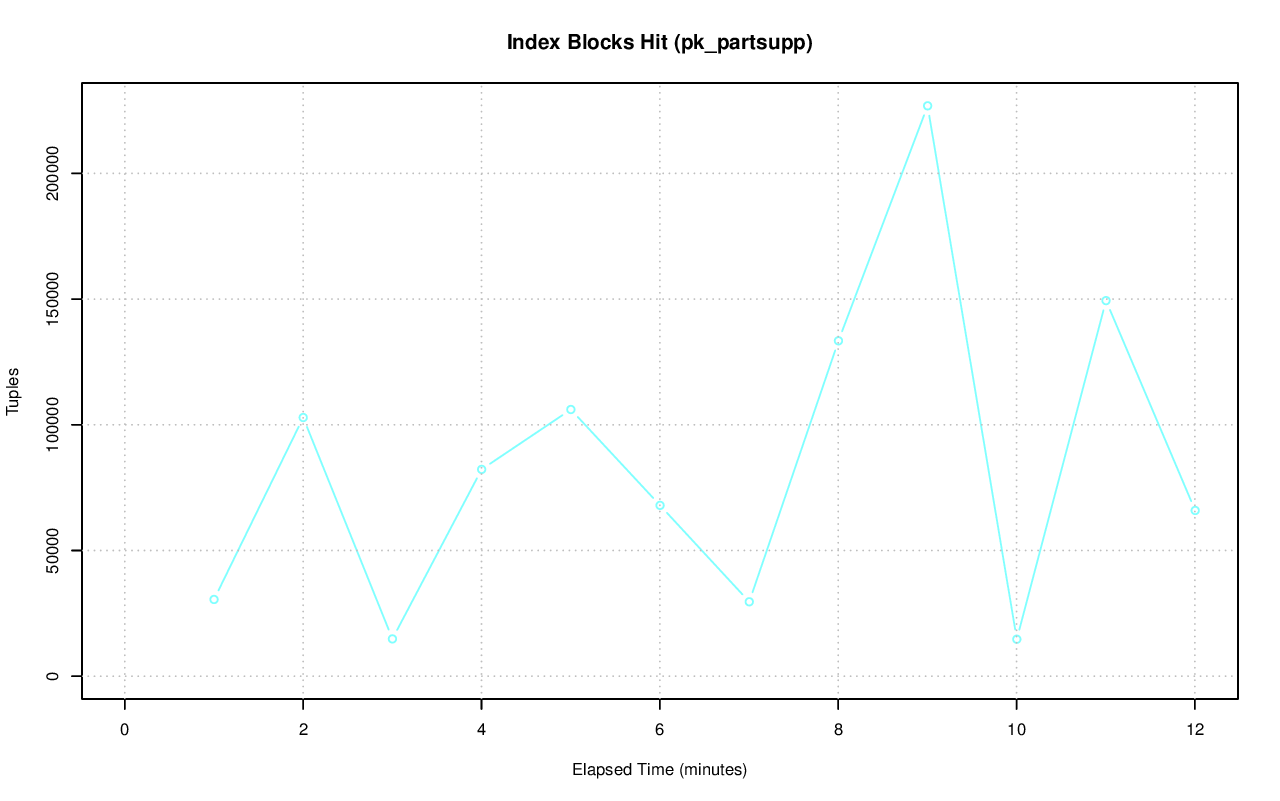 Index Blocks Hit (pk_partsupp)
Tuples
200000
150000
100000
50000
0
0 2 4 6 8 10 12
Elapsed Time (minutes)